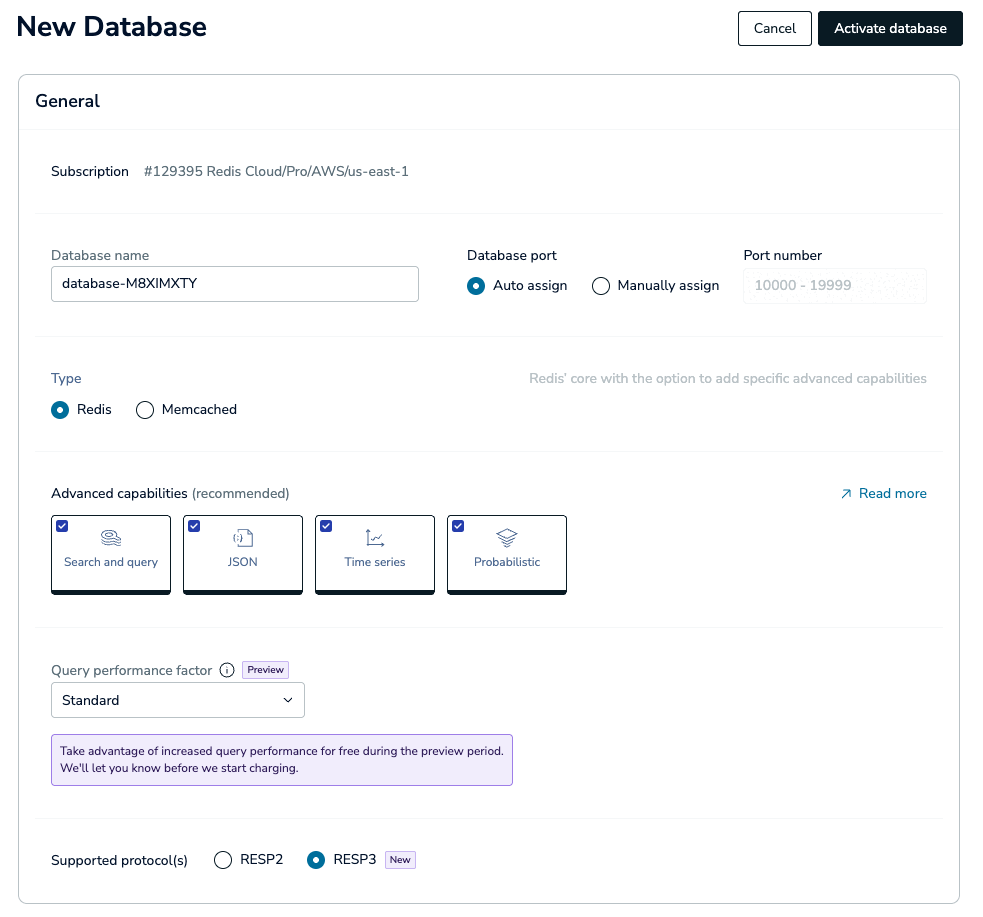 New Database
Cancel
Activate database
General
Subscription #129395 Redis Cloud/Pro/AWS/us-east-1
Database name
Database port
Port number
database-M8XIMXTY
Auto assign
Manually assign
10000 - 19999
Type
Redis' core with the option to add specific advanced capabilities
Redis
Memcached
Advanced capabilities (recommended)
Read more
Search and query
JSON
Time series
Probabilistic
Query performance factor
Preview
Standard
Take advantage of increased query performance for free during the preview period.
We'll let you know before we start charging.
Supported protocol(s)
RESP2
RESP3
New